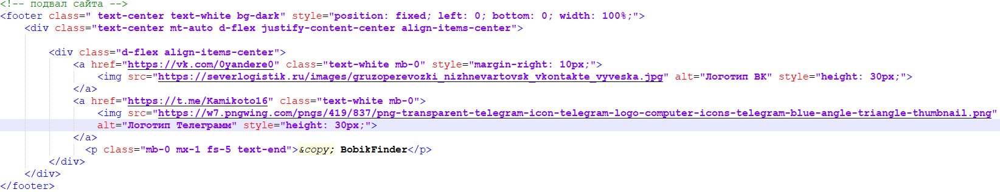 <!-- подвал сайта -->
<footer class=" text-center text-white bg-dark" style="position: fixed; left: 0; bottom: 0; width: 100%;">
<div class="text-center mt-auto d-flex justify-content-center align-items-center">
<div class="d-flex align-items-center">
<a href="https://vk.com/0yandere0" class="text-white mb-0" style="margin-right: 10px;">
<img src="https://severlogistik.ru/images/gruzoperevozki_nizhnevartovsk_vkontakte_vyveska.jpg" alt="Логотип ВК" style="height: 30px;">
</a>
<a href="https://t.me/Kamikoto16" class="text-white mb-0">
<img src="https://w7.pngwing.com/pngs/419/837/png-transparent-telegram-icon-telegram-logo-computer-icons-telegram-blue-angle-triangle-thumbnail.png"
alt="Логотип Телеграмм" style="height: 30px;">
</a>
<p class="mb-0 mx-1 fs-5 text-end">&copy; BobikFinder</p>
</div>
</div>
</footer>